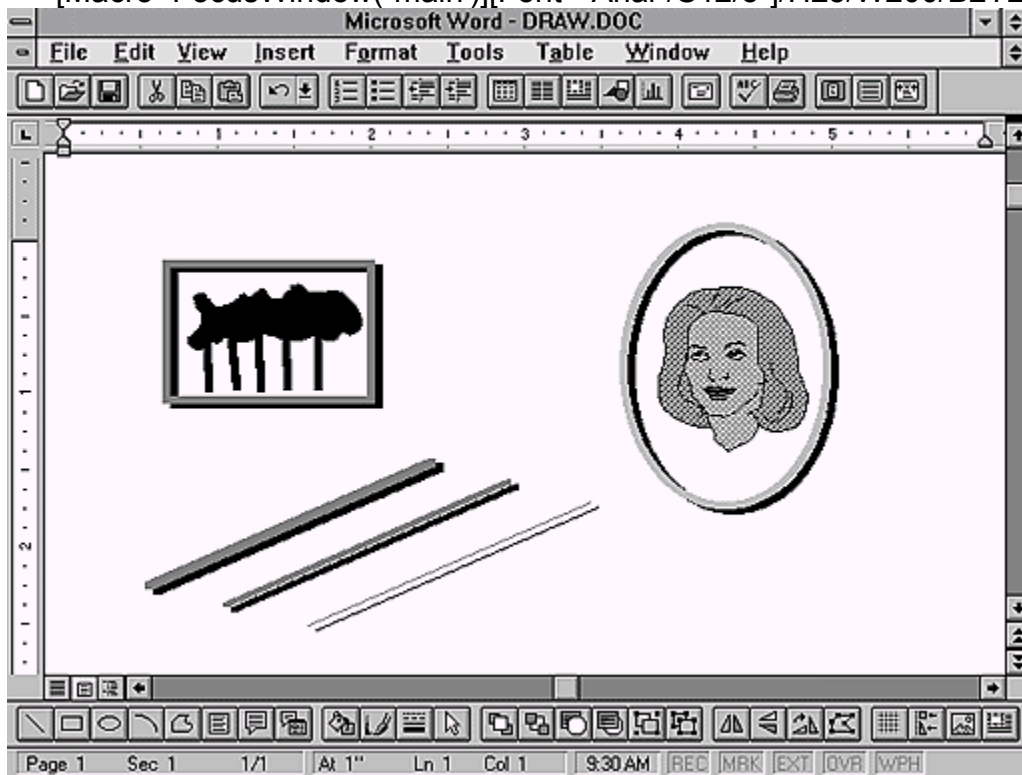 Microsoft Word - DRAW.DOC
File Edit View Insert Format Tools Table Window Help
ABC
L
1 2 3 4 5
1
2
Page 1 Sec 1 1/1 At 1" Ln 1 Col 1 9:30 AM REC MRK EXT OVR WPH